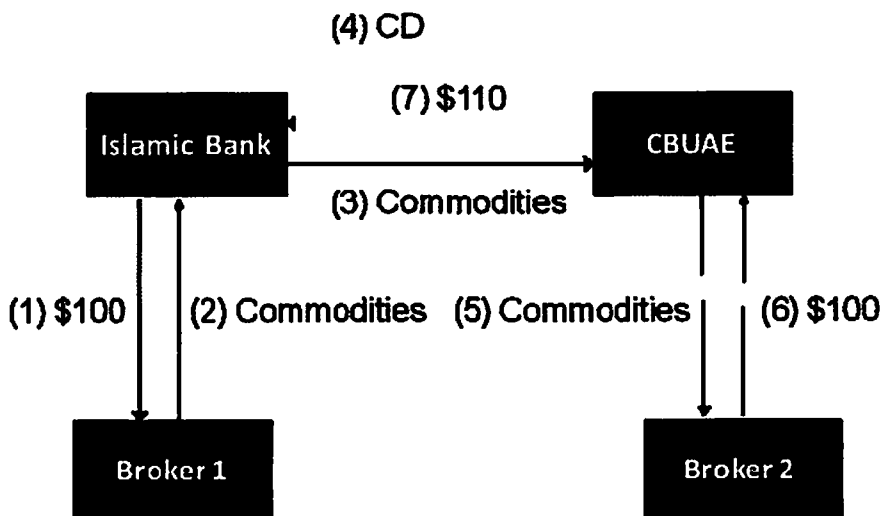 (4) CD
(7) $110
Islamic Bank
CBUAE
(3) Commodities
(1) $100
(2) Commodities
(5) Commodities
(6) $100
Broker 1
Broker 2